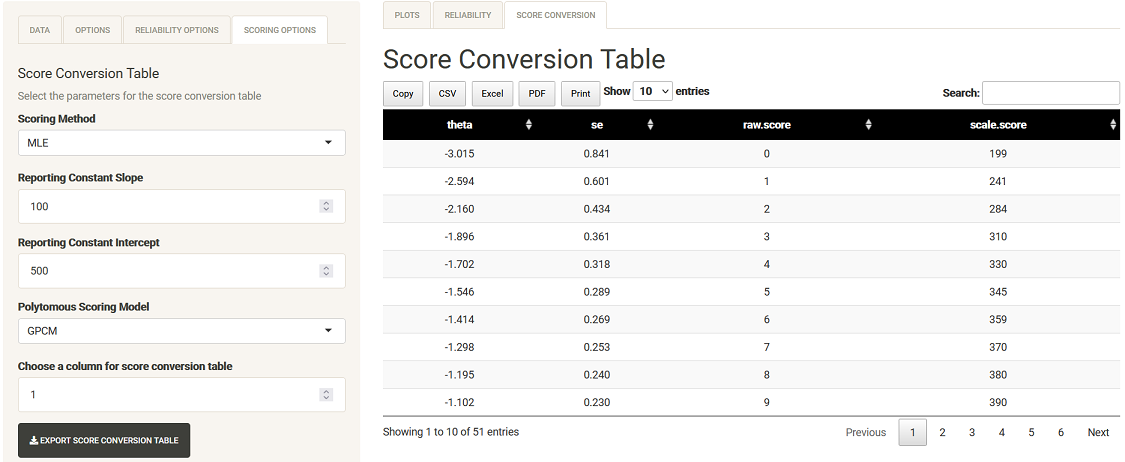 DATA OPTIONS RELIABILITY OPTIONS SCORING OPTIONS
Score Conversion Table
Select the parameters for the score conversion table
Scoring Method
MLE
Reporting Constant Slope
100
Reporting Constant Intercept
500
Polytomous Scoring Model
GPCM
Choose a column for score conversion table
1
EXPORT SCORE CONVERSION TABLE
PLOTS RELIABILITY SCORE CONVERSION
Score Conversion Table
Copy CSV Excel PDF Print Show 10 entries Search:
theta se raw.score scale.score
-3.015 0.841 0 199
-2.594 0.601 1 241
-2.160 0.434 2 284
-1.896 0.361 3 310
-1.702 0.318 4 330
-1.546 0.289 5 345
-1.414 0.269 6 359
-1.298 0.253 7 370
-1.195 0.240 8 380
-1.102 0.230 9 390
Showing 1 to 10 of 51 entries Previous 1 2 3 4 5 6 Next